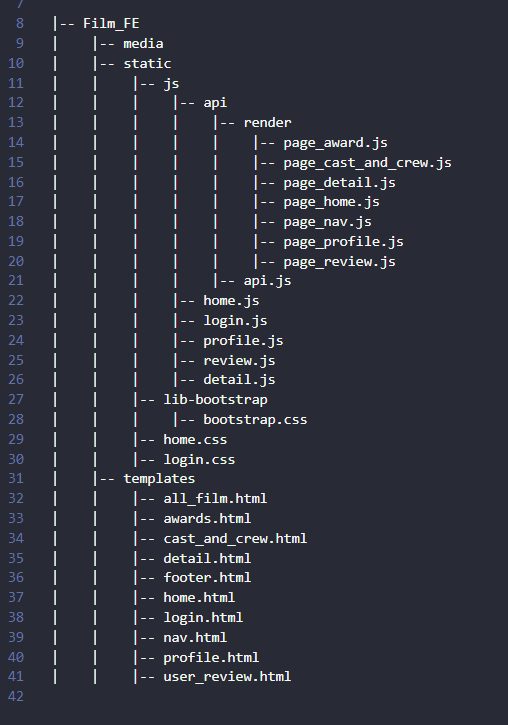 7
8 |-- Film_FE
9 |    |-- media
10 |    |-- static
11 |    |    |-- js
12 |    |    |    |-- api
13 |    |    |    |    |-- render
14 |    |    |    |    |    |-- page_award.js
15 |    |    |    |    |    |-- page_cast_and_crew.js
16 |    |    |    |    |    |-- page_detail.js
17 |    |    |    |    |    |-- page_home.js
18 |    |    |    |    |    |-- page_nav.js
19 |    |    |    |    |    |-- page_profile.js
20 |    |    |    |    |    |-- page_review.js
21 |    |    |    |    |-- api.js
22 |    |    |    |-- home.js
23 |    |    |    |-- login.js
24 |    |    |    |-- profile.js
25 |    |    |    |-- review.js
26 |    |    |    |-- detail.js
27 |    |    |-- lib-bootstrap
28 |    |    |    |-- bootstrap.css
29 |    |    |-- home.css
30 |    |    |-- login.css
31 |    |-- templates
32 |    |    |-- all_film.html
33 |    |    |-- awards.html
34 |    |    |-- cast_and_crew.html
35 |    |    |-- detail.html
36 |    |    |-- footer.html
37 |    |    |-- home.html
38 |    |    |-- login.html
39 |    |    |-- nav.html
40 |    |    |-- profile.html
41 |    |    |-- user_review.html
42